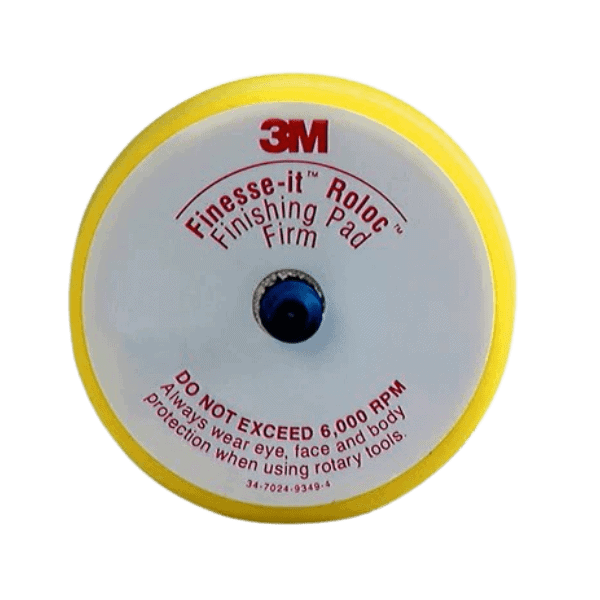 3M
Finesse-it™ Roloc™
Finishing Pad
Firm
DO NOT EXCEED 6,000 RPM
Always wear eye, face and body
protection when using rotary tools.
34-7024-9349-4